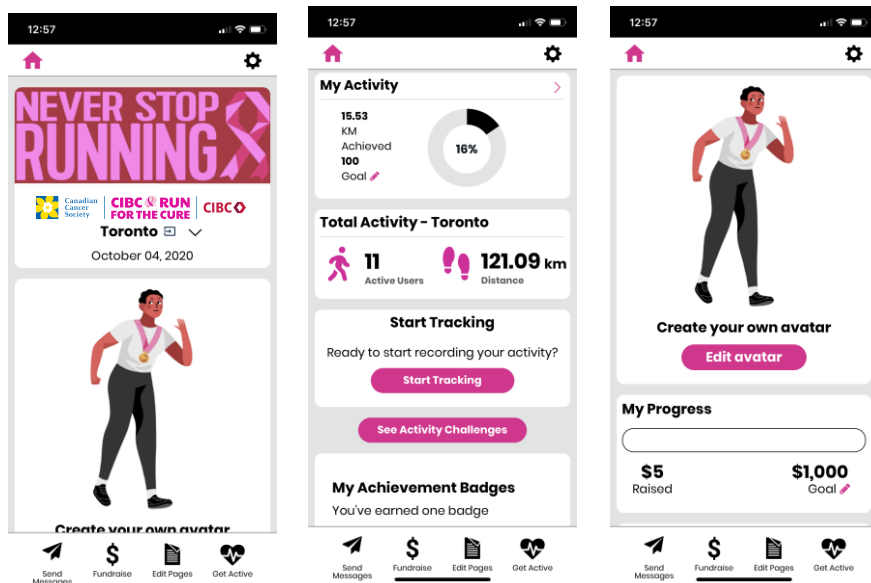 12:57
NEVER STOP
RUNNING
Canadian
Cancer
Society
CIBC RUN
FOR THE CURE
CIBC
Toronto
October 04, 2020
Create your own avatar
Send
Messages
Fundraise
Edit Pages
Get Active
12:57
My Activity
15.53
KM
Achieved
100
Goal
16%
Total Activity - Toronto
11
Active Users
121.09 km
Distance
Start Tracking
Ready to start recording your activity?
Start Tracking
See Activity Challenges
My Achievement Badges
You've earned one badge
Send
Messages
Fundraise
Edit Pages
Get Active
12:57
Create your own avatar
Edit avatar
My Progress
$5
Raised
$1,000
Goal
Send
Messages
Fundraise
Edit Pages
Get Active